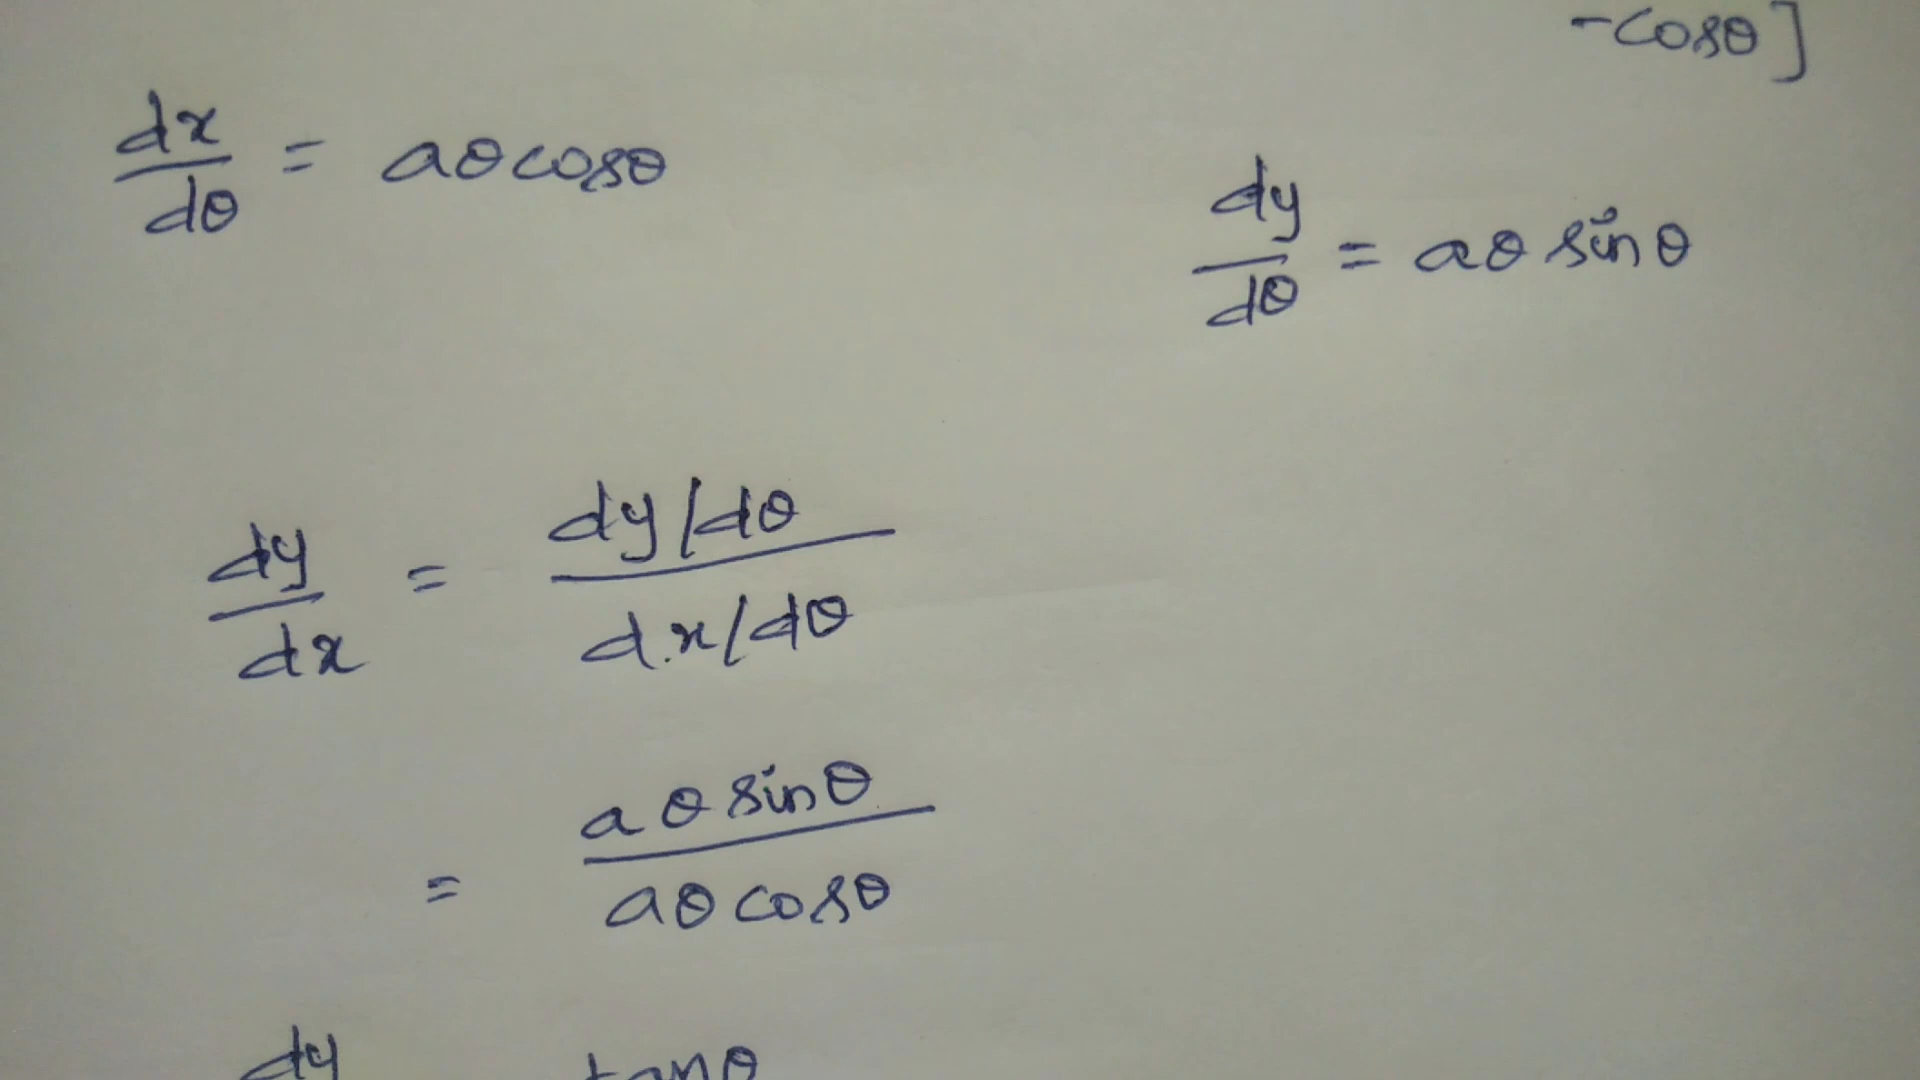 -cosθ]
dx/dθ = aθcosθ
dy/dθ = aθ sinθ
dy/dx = dy/dθ / dx/dθ
= aθ sinθ / aθ cosθ
dy tanθ